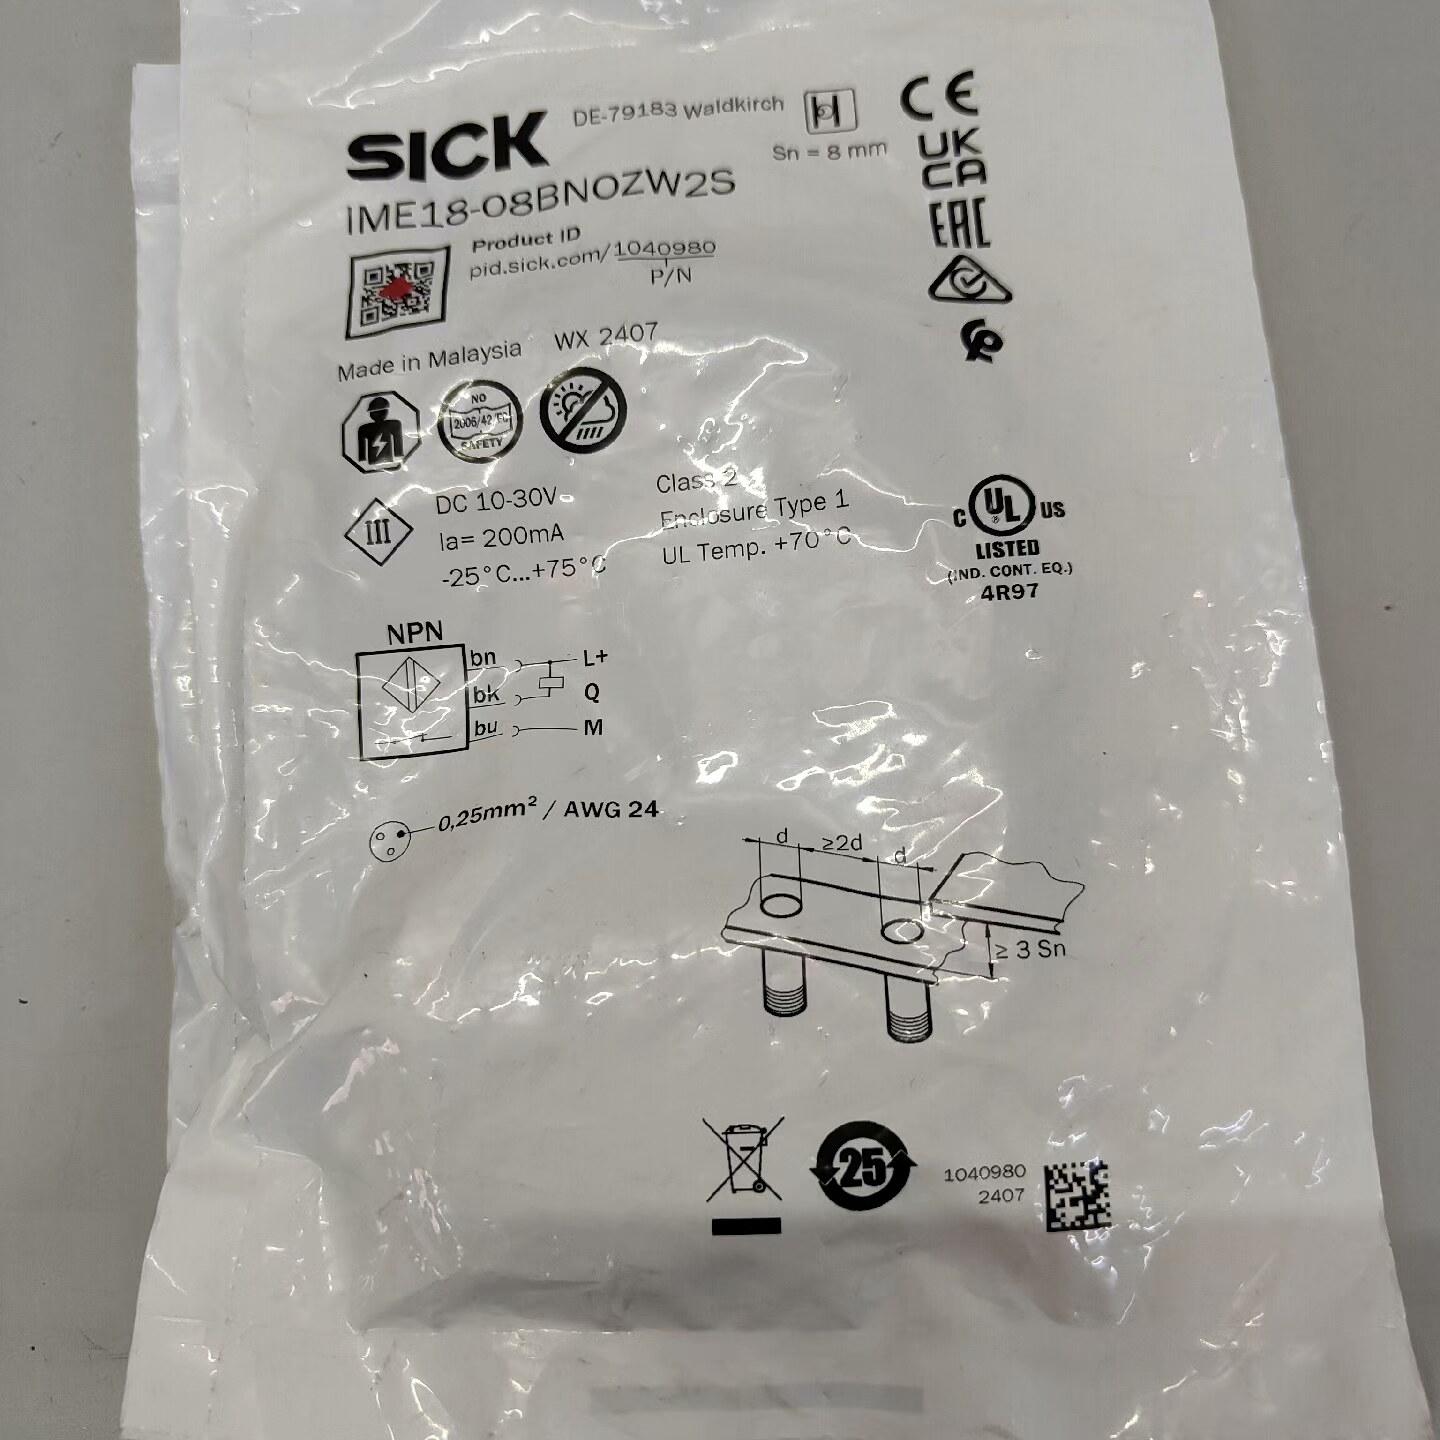 SICK
DE-79183 Waldkirch
Sn = 8 mm
IME18-08BNOZW2S
Product ID
pid.sick.com/1040980
P/N
CE
UK
CA
EAC
Made in Malaysia WX 2407
NO
2006/42/EC
SAFETY
III
DC 10-30V
Ia= 200mA
-25°C...+75°C
Class 2
Enclosure Type 1
UL Temp. +70°C
C UL US
®
LISTED
(IND. CONT. EQ.)
4R97
NPN
bn L+
bk Q
bu M
0,25mm² / AWG 24
d ≥2d d
≥ 3 Sn
25
1040980
2407